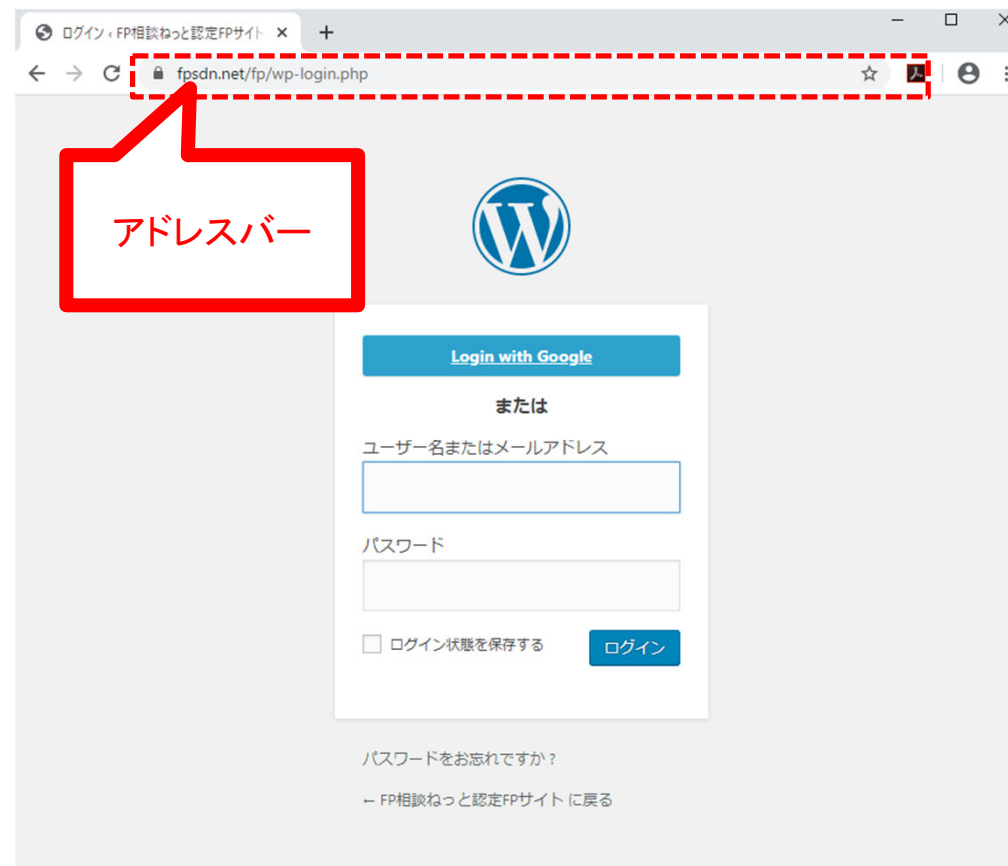 ログイン ‹ FP相談ねっと認定FPサイト
fpsdn.net/fp/wp-login.php
アドレスバー
Login with Google
または
ユーザー名またはメールアドレス
パスワード
ログイン状態を保存する
ログイン
パスワードをお忘れですか ?
← FP相談ねっと認定FPサイト に戻る